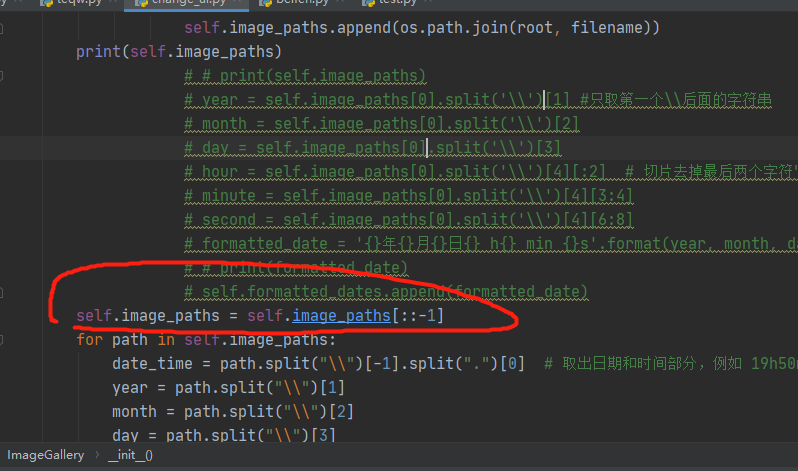 change_ui.py
test.py
self.image_paths.append(os.path.join(root, filename))
print(self.image_paths)
# # print(self.image_paths)
# year = self.image_paths[0].split('\\')[1] #只取第一个\\后面的字符串
# month = self.image_paths[0].split('\\')[2]
# day = self.image_paths[0].split('\\')[3]
# hour = self.image_paths[0].split('\\')[4][:2]  # 切片去掉最后两个字符"
# minute = self.image_paths[0].split('\\')[4][3:4]
# second = self.image_paths[0].split('\\')[4][6:8]
# formatted_date = '{}年{}月{}日{} h{} min {}s'.format(year, month, da
# # print(formatted_date)
# self.formatted_dates.append(formatted_date)
self.image_paths = self.image_paths[::-1]
for path in self.image_paths:
date_time = path.split("\\")[-1].split(".")[0]  # 取出日期和时间部分，例如 19h50m
year = path.split("\\")[1]
month = path.split("\\")[2]
day = path.split("\\")[3]
ImageGallery › __init__()